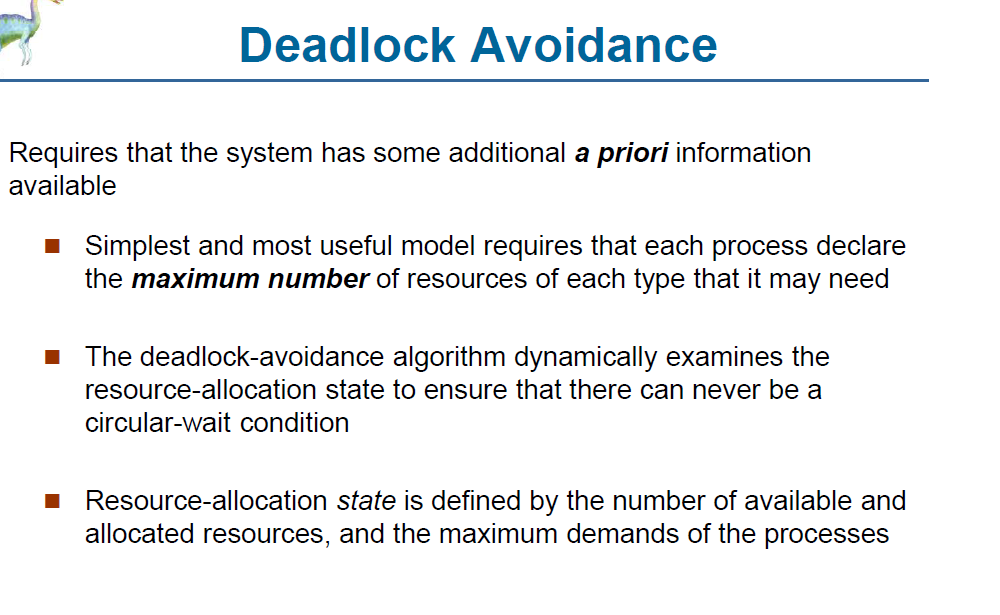 Deadlock Avoidance
Requires that the system has some additional a priori information
available
Simplest and most useful model requires that each process declare
the maximum number of resources of each type that it may need
The deadlock-avoidance algorithm dynamically examines the
resource-allocation state to ensure that there can never be a
circular-wait condition
Resource-allocation state is defined by the number of available and
allocated resources, and the maximum demands of the processes